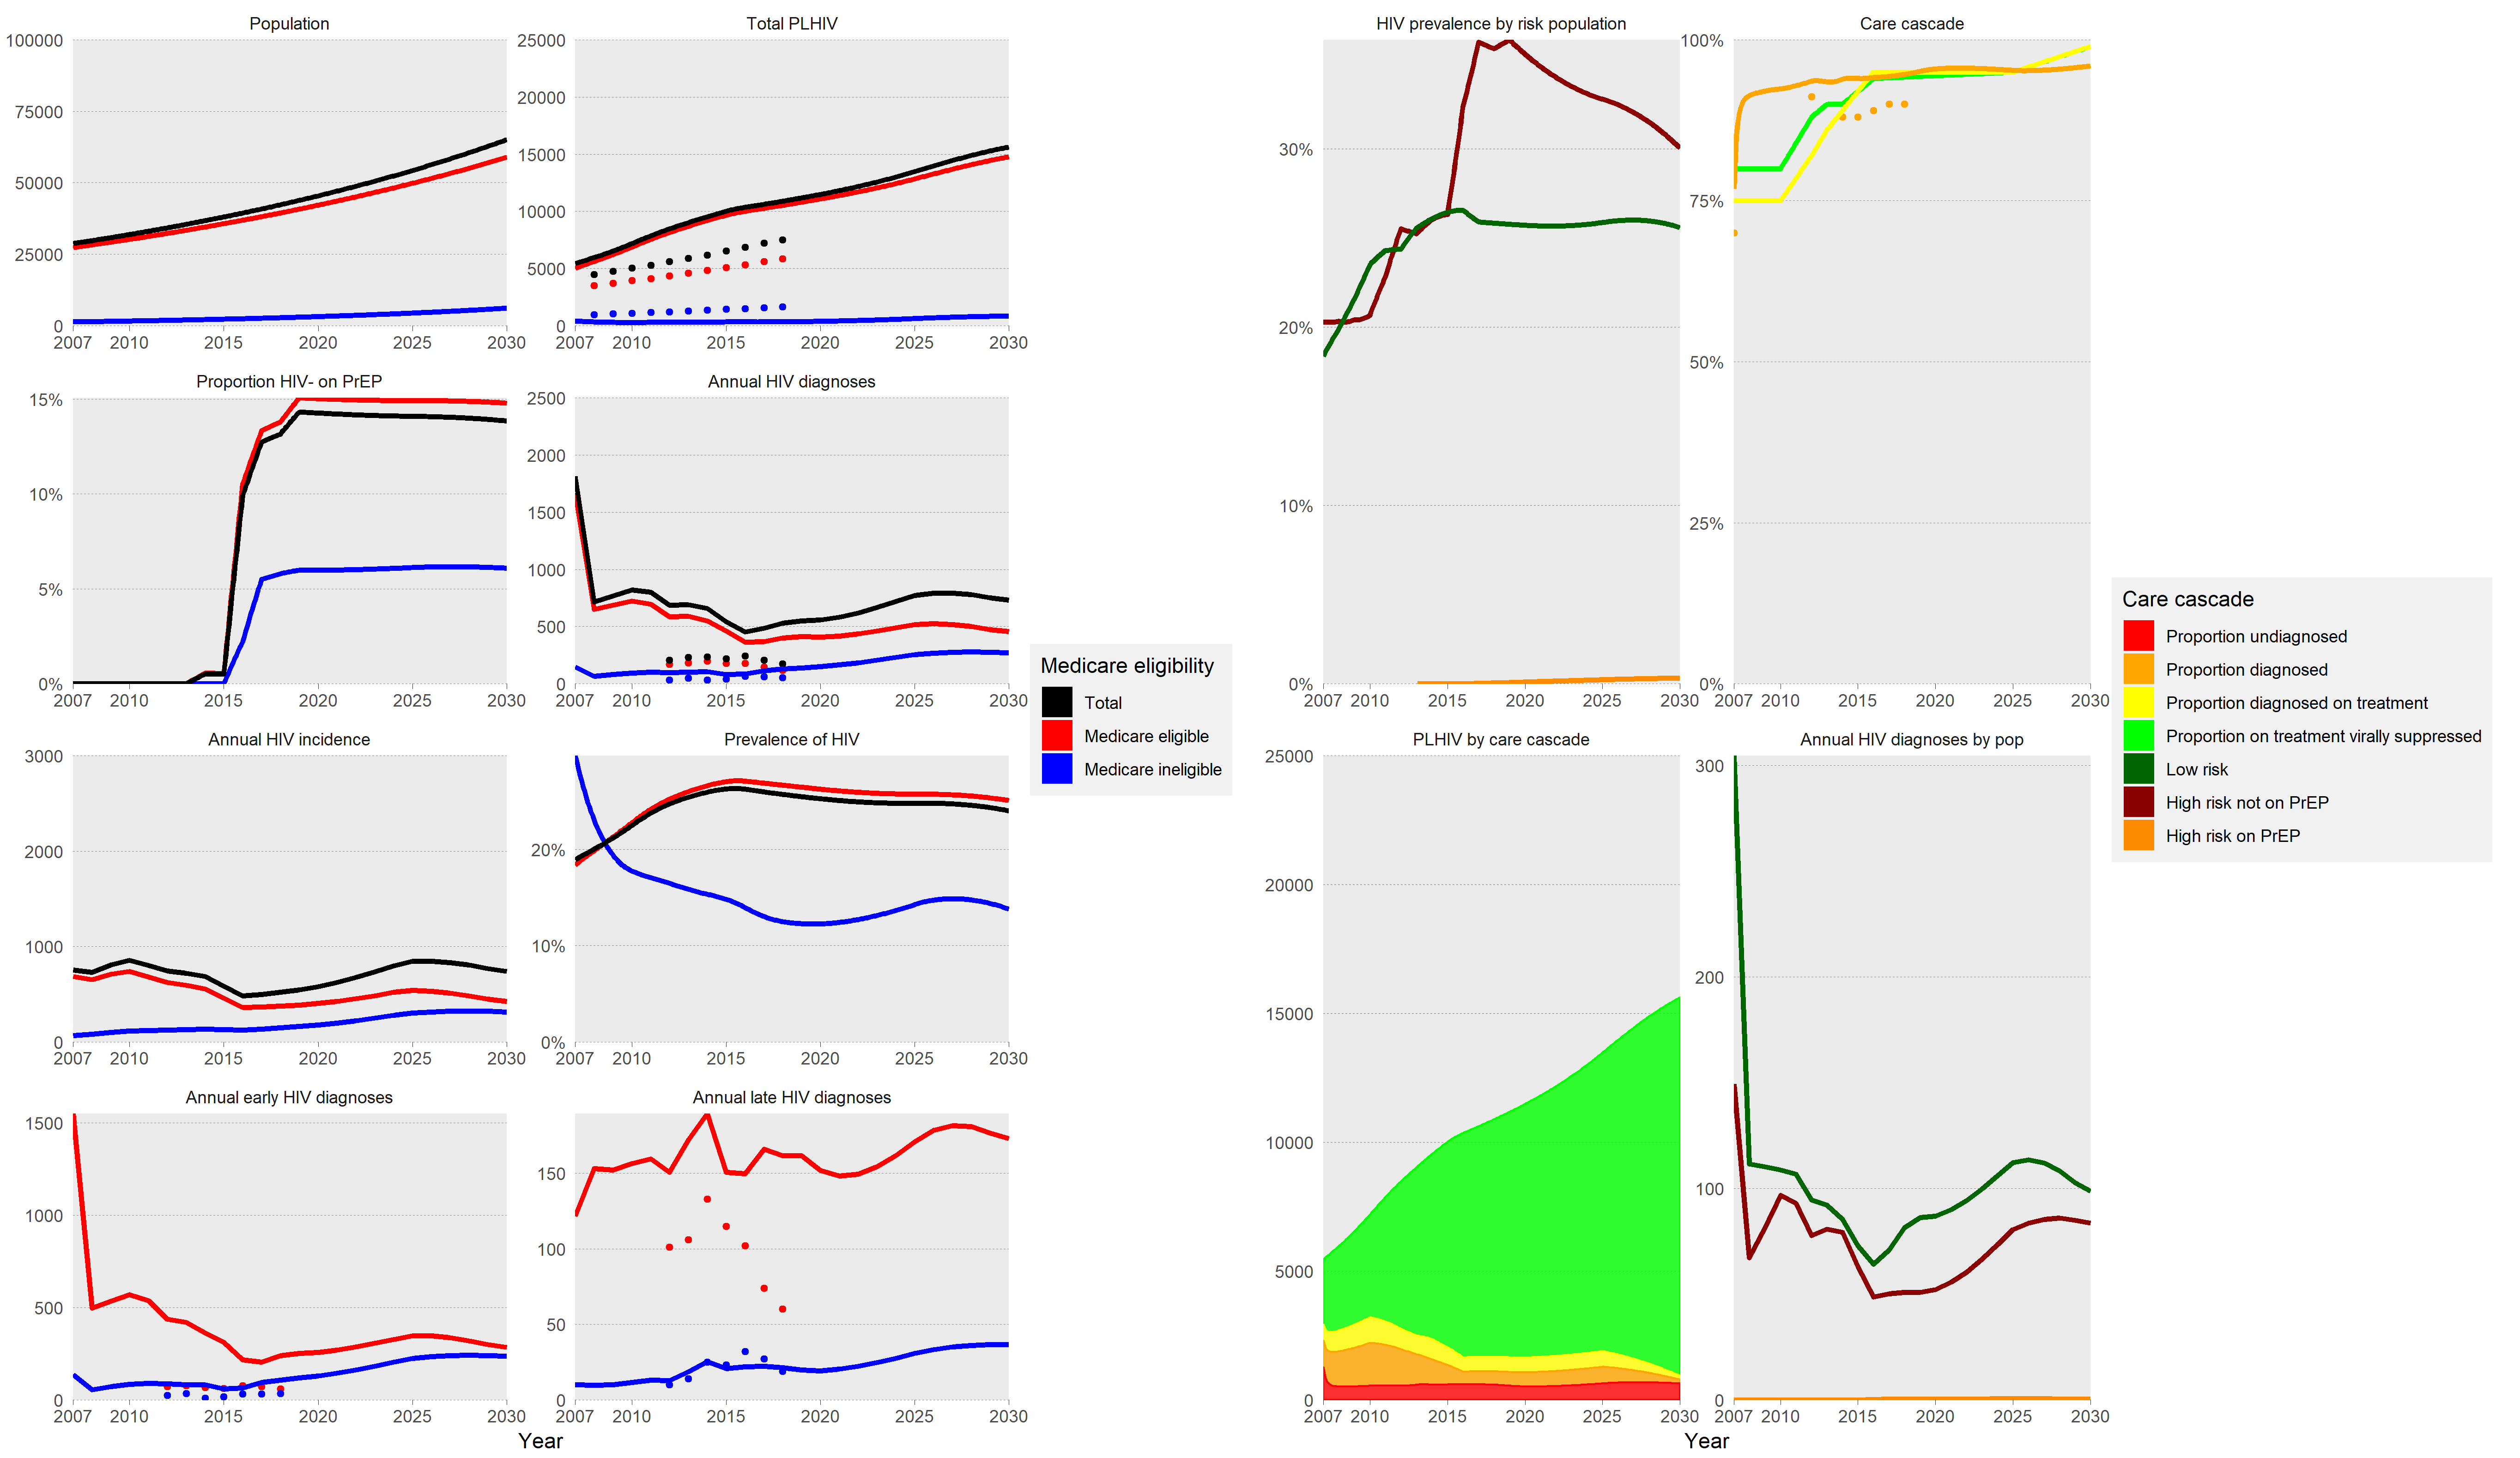 Population
100000
75000
50000
25000
0
2007 2010 2015 2020 2025 2030
Total PLHIV
25000
20000
15000
10000
5000
0
2007 2010 2015 2020 2025 2030
Proportion HIV- on PrEP
15%
10%
5%
0%
2007 2010 2015 2020 2025 2030
Annual HIV diagnoses
2500
2000
1500
1000
500
0
2007 2010 2015 2020 2025 2030
Annual HIV incidence
3000
2000
1000
0
2007 2010 2015 2020 2025 2030
Prevalence of HIV
20%
10%
0%
2007 2010 2015 2020 2025 2030
Annual early HIV diagnoses
1500
1000
500
0
2007 2010 2015 2020 2025 2030
Annual late HIV diagnoses
150
100
50
0
2007 2010 2015 2020 2025 2030
Year
Medicare eligibility
Total
Medicare eligible
Medicare ineligible
HIV prevalence by risk population
30%
20%
10%
0%
2007 2010 2015 2020 2025 2030
Care cascade
100%
75%
50%
25%
0%
2007 2010 2015 2020 2025 2030
PLHIV by care cascade
25000
20000
15000
10000
5000
0
2007 2010 2015 2020 2025 2030
Annual HIV diagnoses by pop
300
200
100
0
2007 2010 2015 2020 2025 2030
Year
Care cascade
Proportion undiagnosed
Proportion diagnosed
Proportion diagnosed on treatment
Proportion on treatment virally suppressed
Low risk
High risk not on PrEP
High risk on PrEP